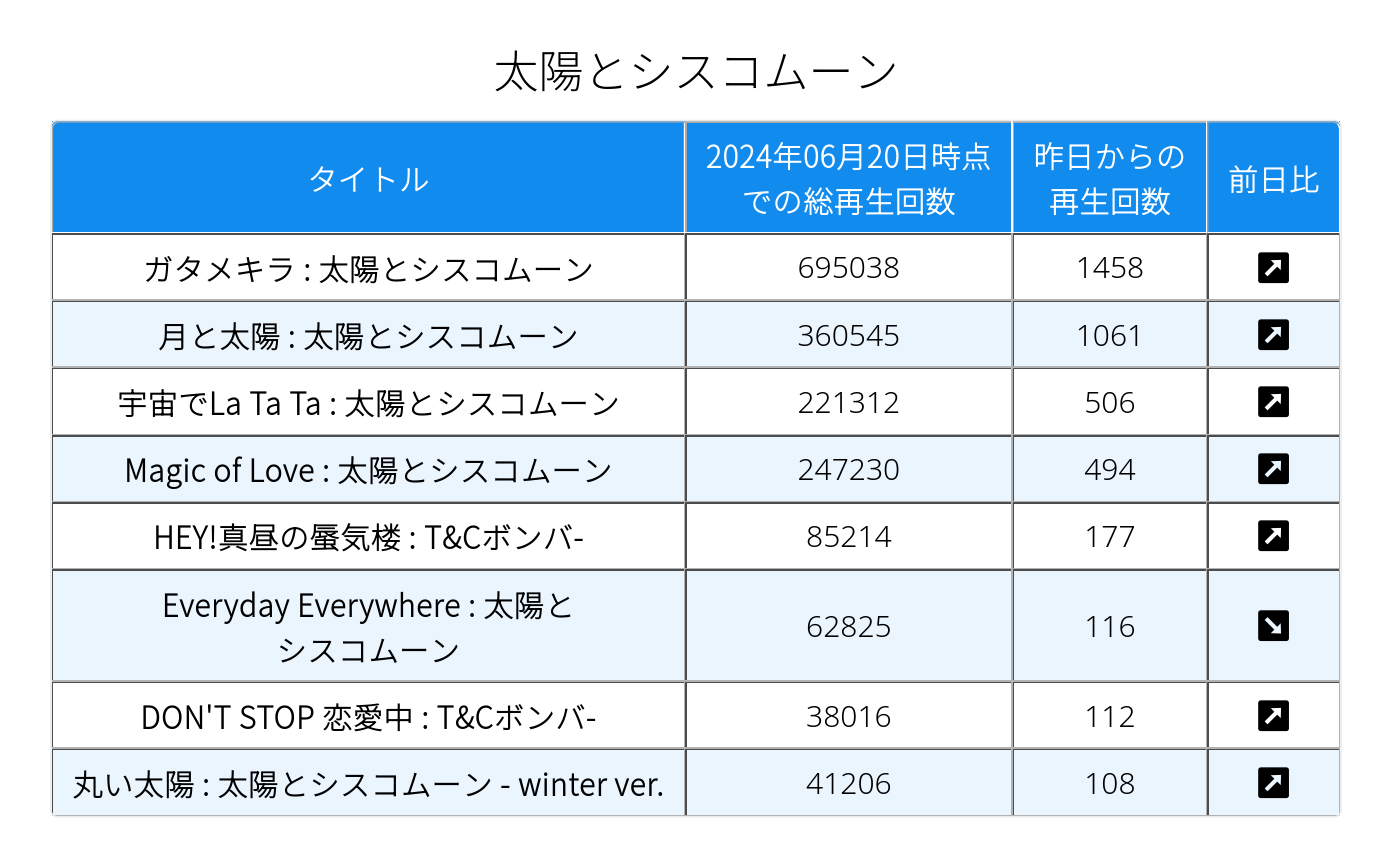 太陽とシスコムーン
タイトル
2024年06月20日時点
での総再生回数
昨日からの
再生回数
前日比
ガタメキラ : 太陽とシスコムーン 695038 1458
月と太陽 : 太陽とシスコムーン 360545 1061
宇宙でLa Ta Ta : 太陽とシスコムーン 221312 506
Magic of Love : 太陽とシスコムーン 247230 494
HEY!真昼の蜃気楼 : T&Cボンバ- 85214 177
Everyday Everywhere : 太陽と
シスコムーン 62825 116
DON'T STOP 恋愛中 : T&Cボンバ- 38016 112
丸い太陽 : 太陽とシスコムーン - winter ver. 41206 108